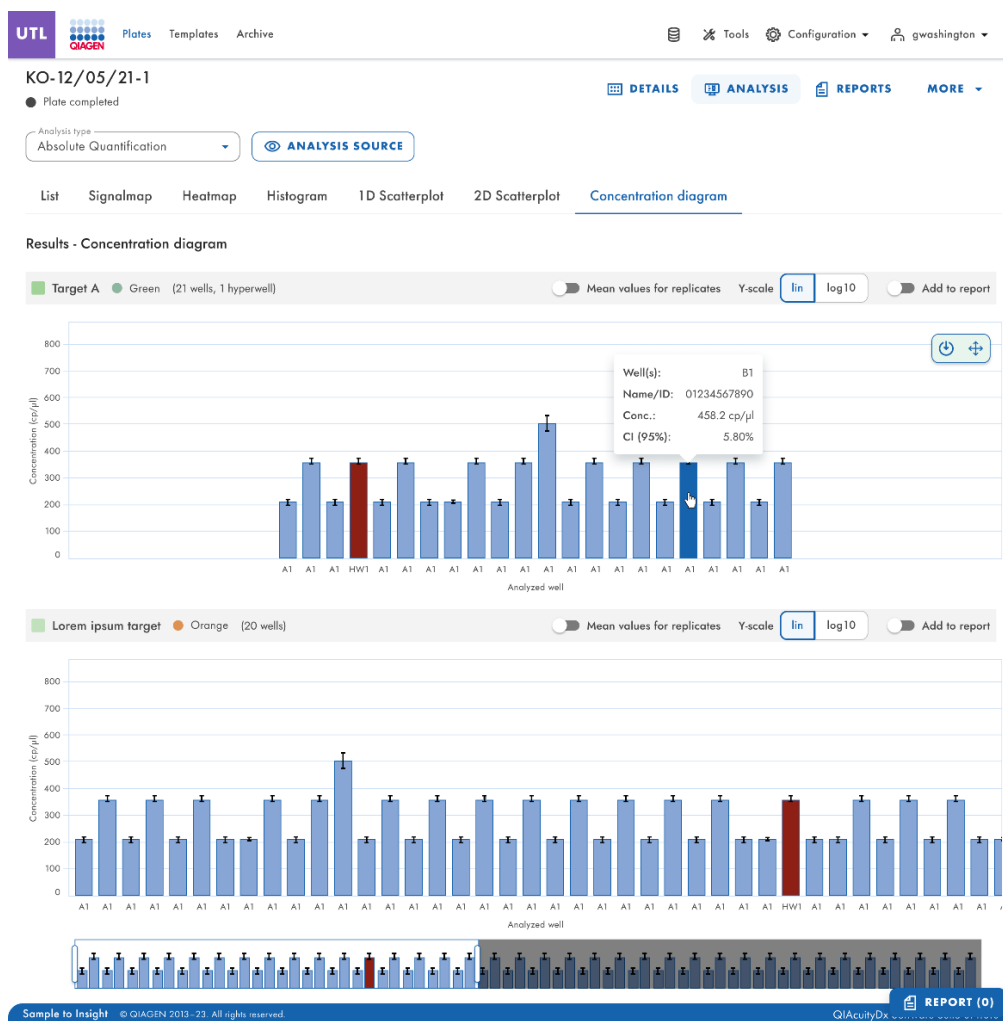 UTL
QIAGEN
Plates Templates Archive Tools Configuration gwashington
KO-12/05/21-1
Plate completed
DETAILS ANALYSIS REPORTS MORE
Analysis type
Absolute Quantification
ANALYSIS SOURCE
List Signalmap Heatmap Histogram 1D Scatterplot 2D Scatterplot Concentration diagram
Results - Concentration diagram
Target A Green (21 wells, 1 hyperwell) Mean values for replicates Y-scale lin log10 Add to report
Concentration (cp/µl)
800
700
600
500
400
300
200
100
0
Well(s): B1
Name/ID: 01234567890
Conc.: 458.2 cp/µl
CI (95%): 5.80%
A1 A1 A1 HW1 A1 A1 A1 A1 A1 A1 A1 A1 A1 A1 A1 A1 A1 A1 A1 A1 A1 A1
Analyzed well
Lorem ipsum target Orange (20 wells) Mean values for replicates Y-scale lin log10 Add to report
Concentration (cp/µl)
800
700
600
500
400
300
200
100
0
A1 A1 A1 A1 A1 A1 A1 A1 A1 A1 A1 A1 A1 A1 A1 A1 A1 A1 A1 A1 A1 A1 A1 A1 A1 A1 A1 A1 A1 A1 HW1 A1 A1 A1 A1 A1 A1 A1 A1
Analyzed well
REPORT (0)
Sample to Insight © QIAGEN 2013–23. All rights reserved. QIAcuityDx